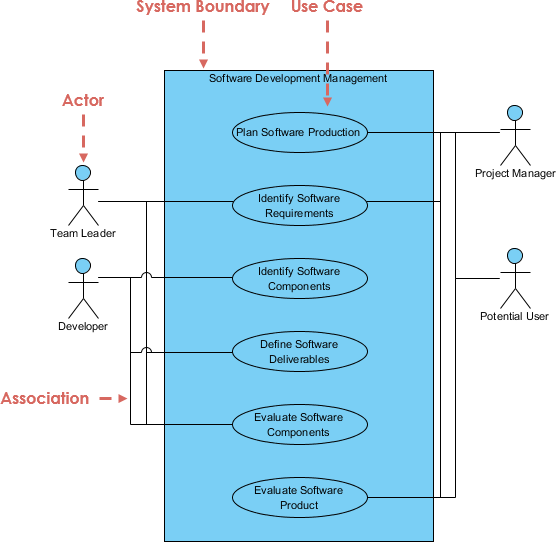 System Boundary
Use Case
Software Development Management
Actor
Plan Software Production
Project Manager
Team Leader
Identify Software
Requirements
Identify Software
Components
Developer
Potential User
Define Software
Deliverables
Association
Evaluate Software
Components
Evaluate Software
Product